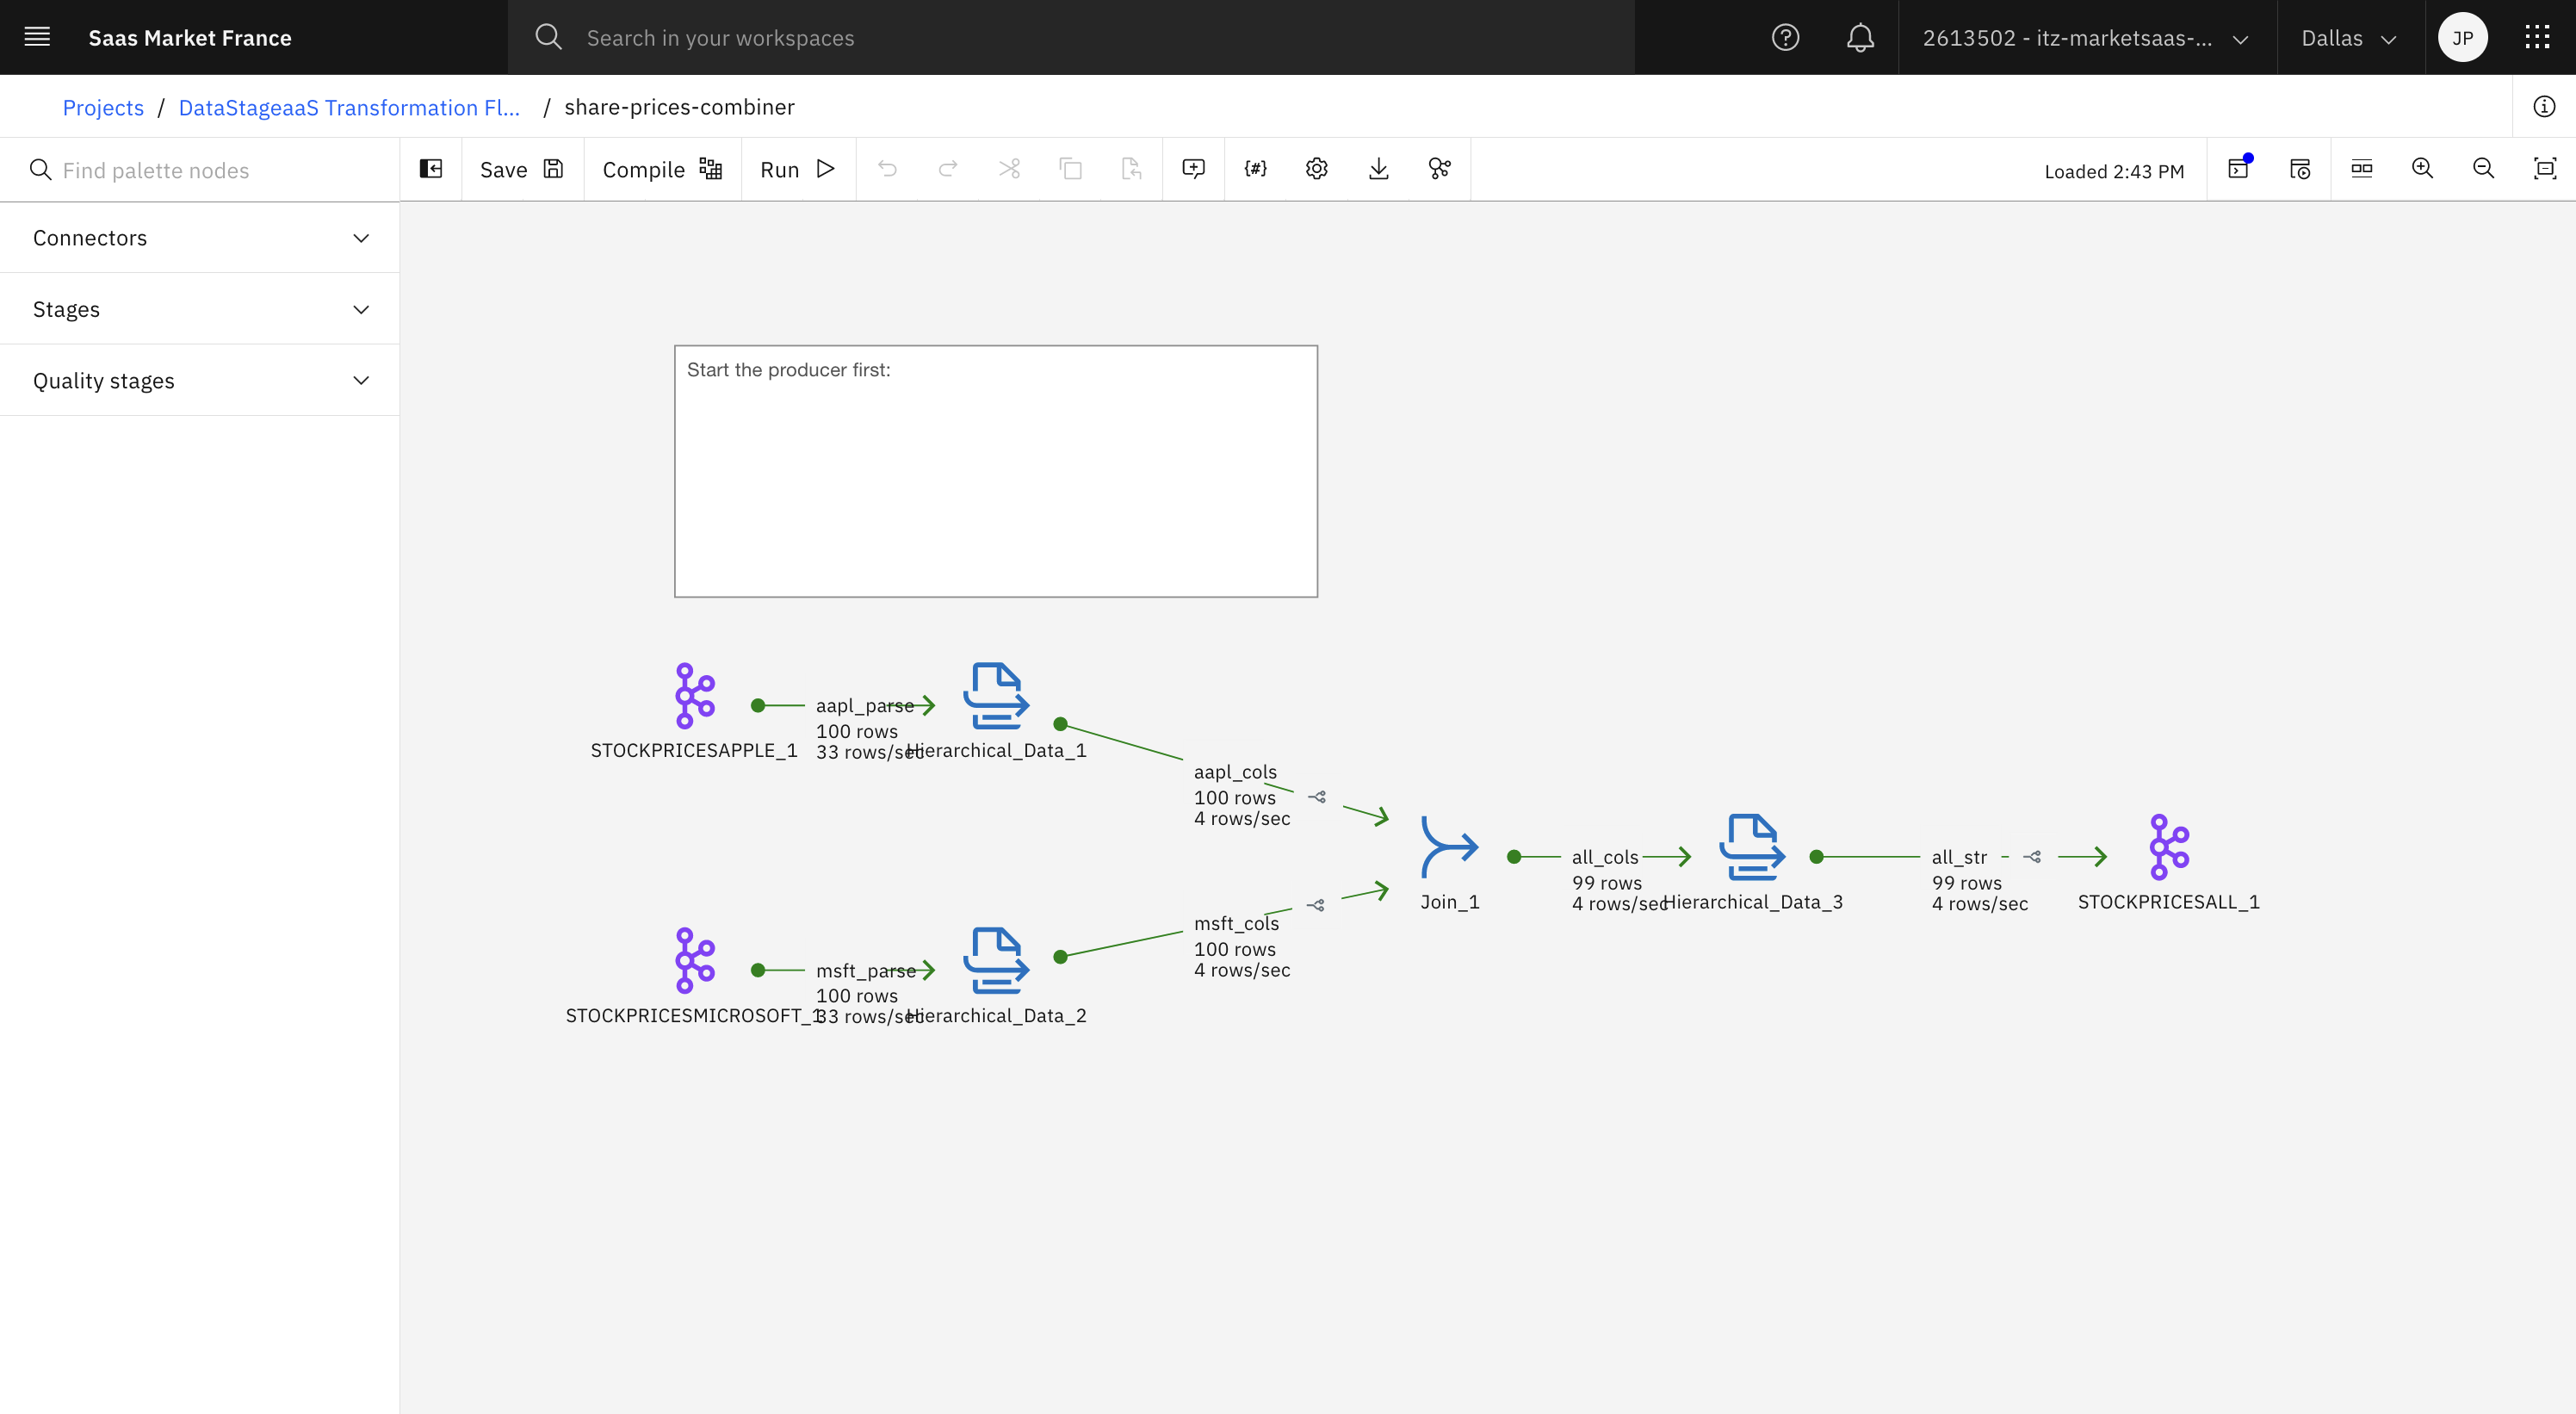 Saas Market France
Search in your workspaces
2613502 - itz-marketsaas-...
Dallas
JP
Projects / DataStageaaS Transformation Fl... / share-prices-combiner
Find palette nodes
Save
Compile
Run
{#}
Loaded 2:43 PM
Connectors
Stages
Quality stages
Start the producer first:
STOCKPRICESAPPLE_1
aapl_parse
100 rows
33 rows/sec
Hierarchical_Data_1
aapl_cols
100 rows
4 rows/sec
STOCKPRICESMICROSOFT_1
msft_parse
100 rows
33 rows/sec
Hierarchical_Data_2
msft_cols
100 rows
4 rows/sec
Join_1
all_cols
99 rows
4 rows/sec
Hierarchical_Data_3
all_str
99 rows
4 rows/sec
STOCKPRICESALL_1